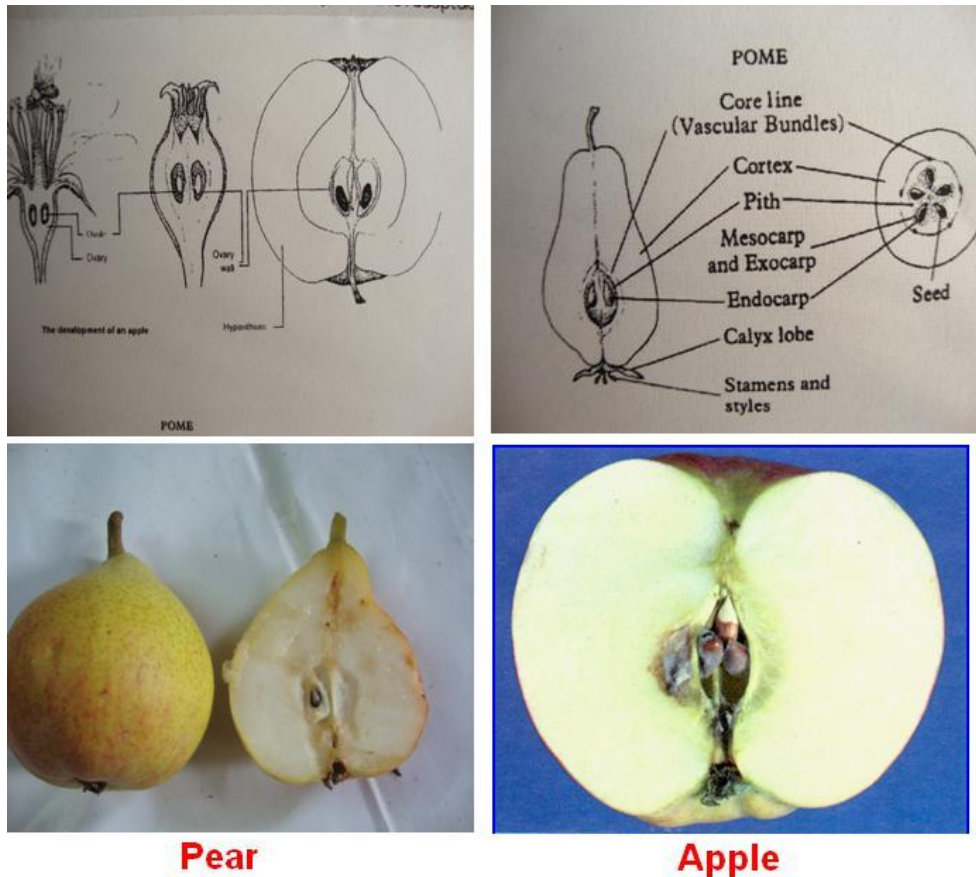 Ovary
Ovary
wall
Hypanthium
The development of an apple
POME
POME
Core line
(Vascular Bundles)
Cortex
Pith
Mesocarp
and Exocarp
Endocarp
Seed
Calyx lobe
Stamens and
styles
Pear
Apple